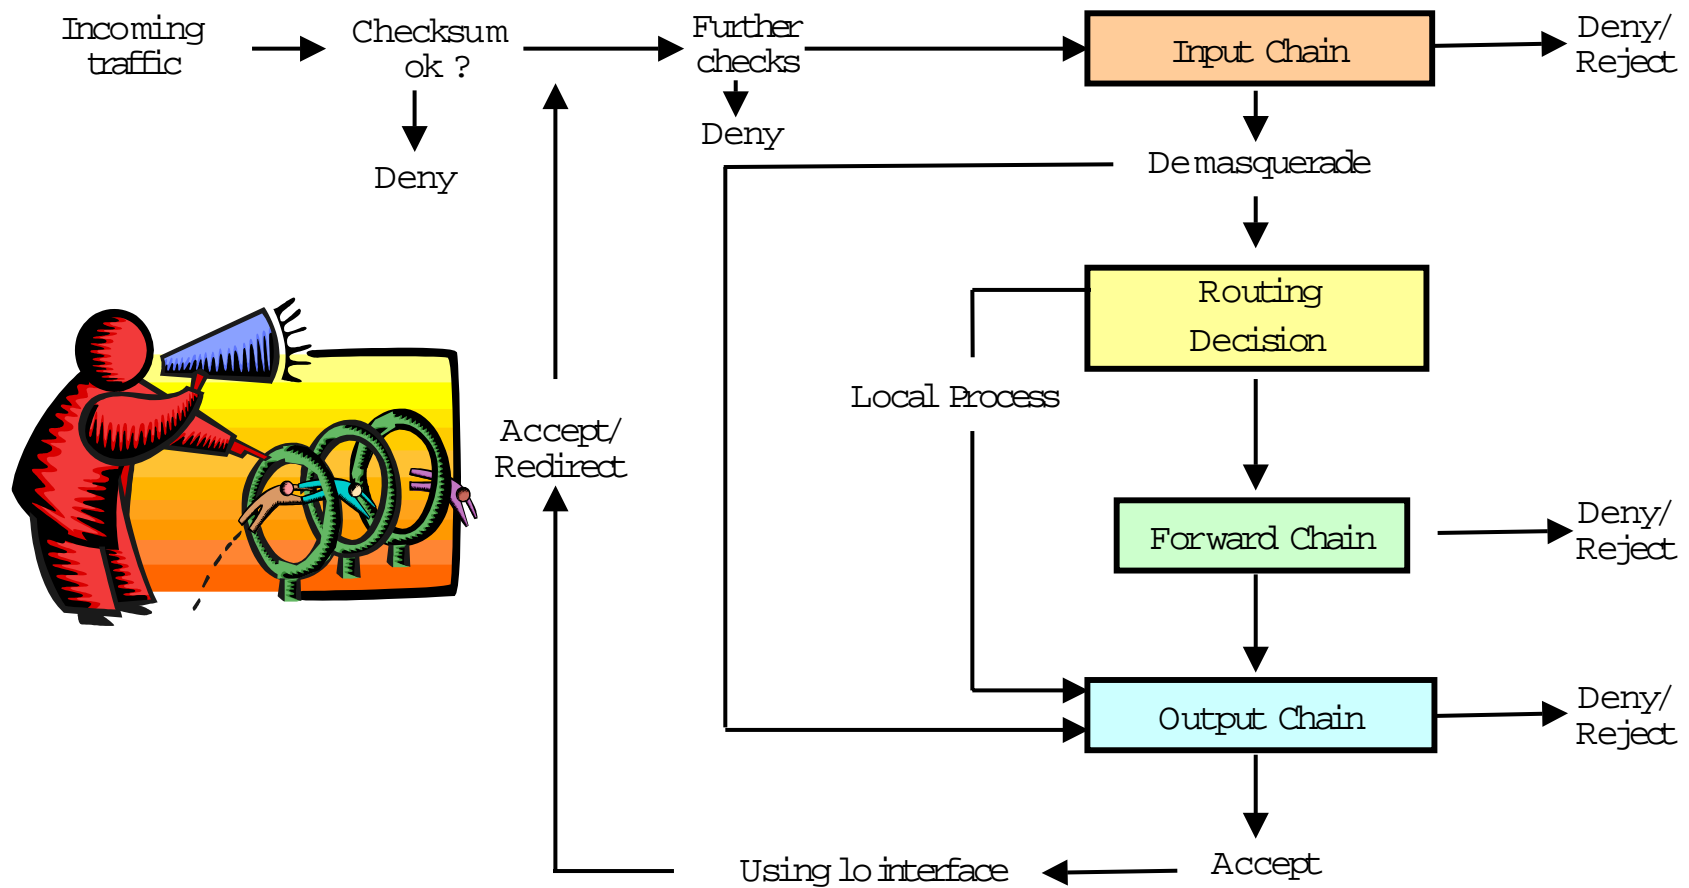 Incoming
traffic
Checksum
ok ?
Further
checks
Input Chain
Deny/
Reject
Deny
Deny
Demasquerade
Routing
Decision
Local Process
Accept/
Redirect
Forward Chain
Deny/
Reject
Output Chain
Deny/
Reject
Using lo interface
Accept